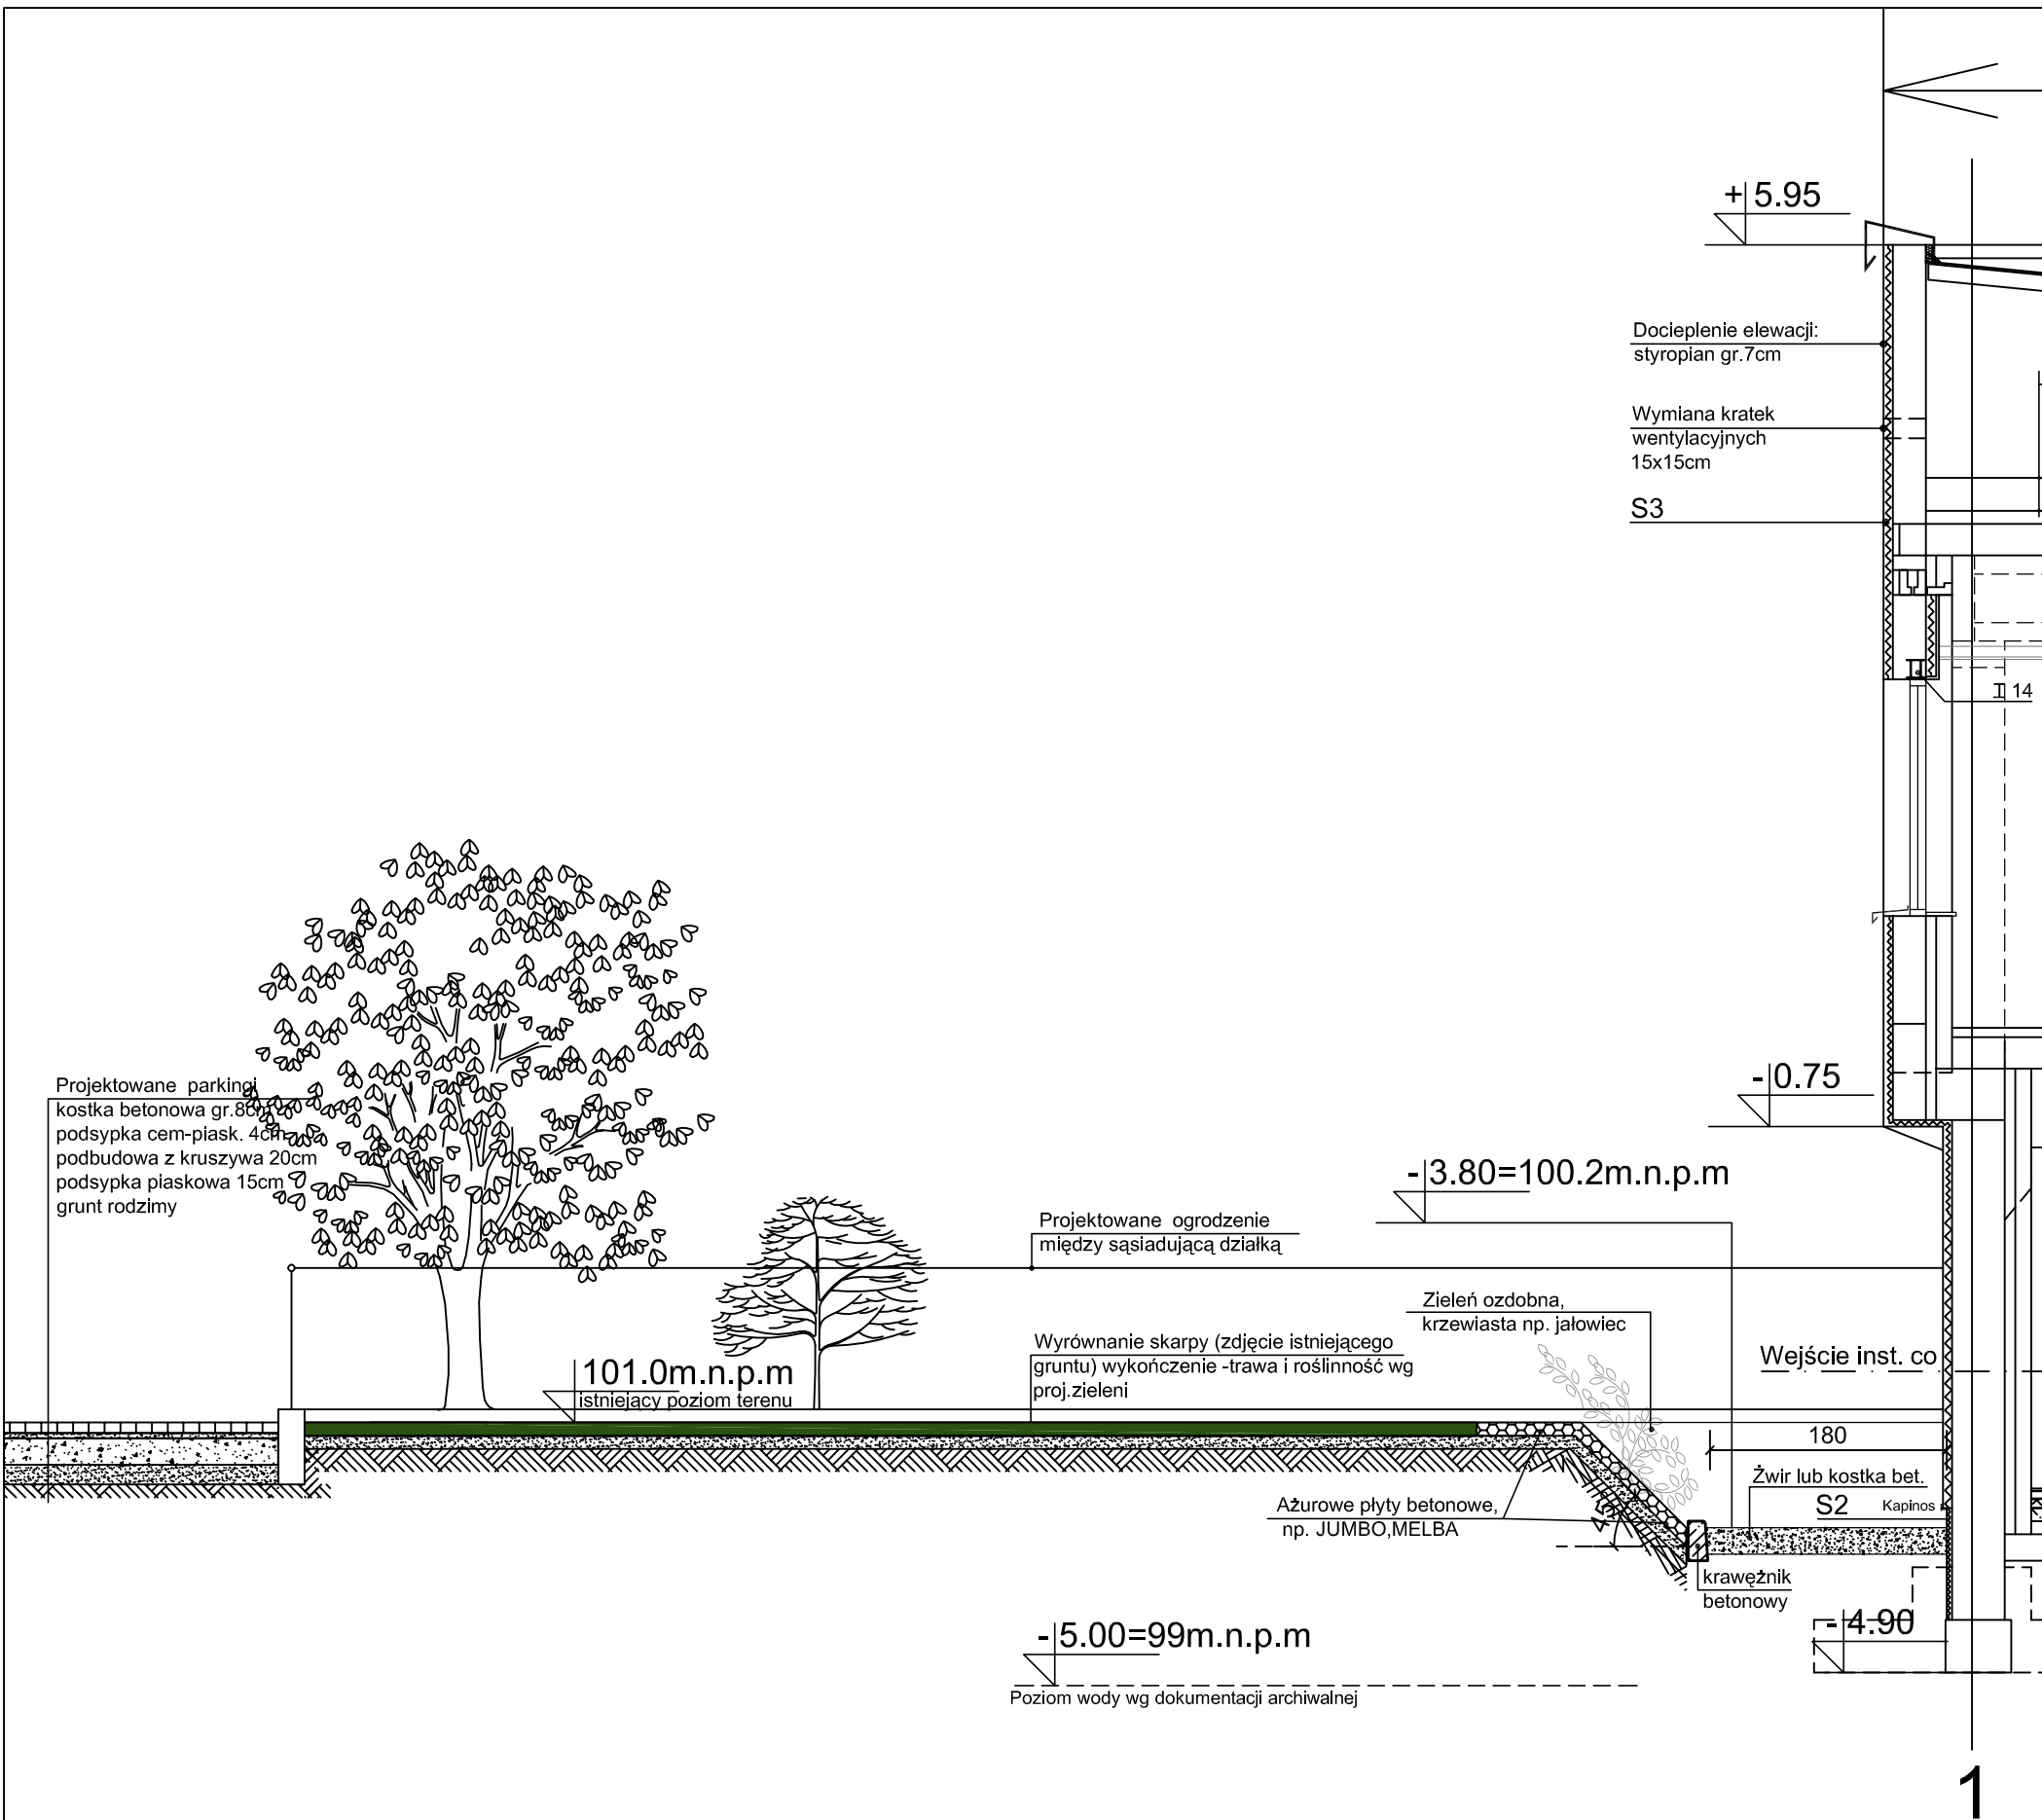 + 5.95
Docieplenie elewacji:
styropian gr.7cm
Wymiana kratek
wentylacyjnych
15x15cm
S3
14
- 0.75
Projektowane parkingi
kostka betonowa gr.8cm
podsypka cem-piask. 4cm
podbudowa z kruszywa 20cm
podsypka piaskowa 15cm
grunt rodzimy
- 3.80=100.2m.n.p.m
Projektowane ogrodzenie
między sąsiadującą działką
Zieleń ozdobna,
krzewiasta np. jałowiec
Wyrównanie skarpy (zdjęcie istniejącego
gruntu) wykończenie -trawa i roślinność wg
proj.zieleni
Wejście inst. co
101.0m.n.p.m
istniejący poziom terenu
180
Żwir lub kostka bet.
S2
Kapinos
Ażurowe płyty betonowe,
np. JUMBO,MELBA
krawężnik
betonowy
- 5.00=99m.n.p.m
Poziom wody wg dokumentacji archiwalnej
- 4.90
1